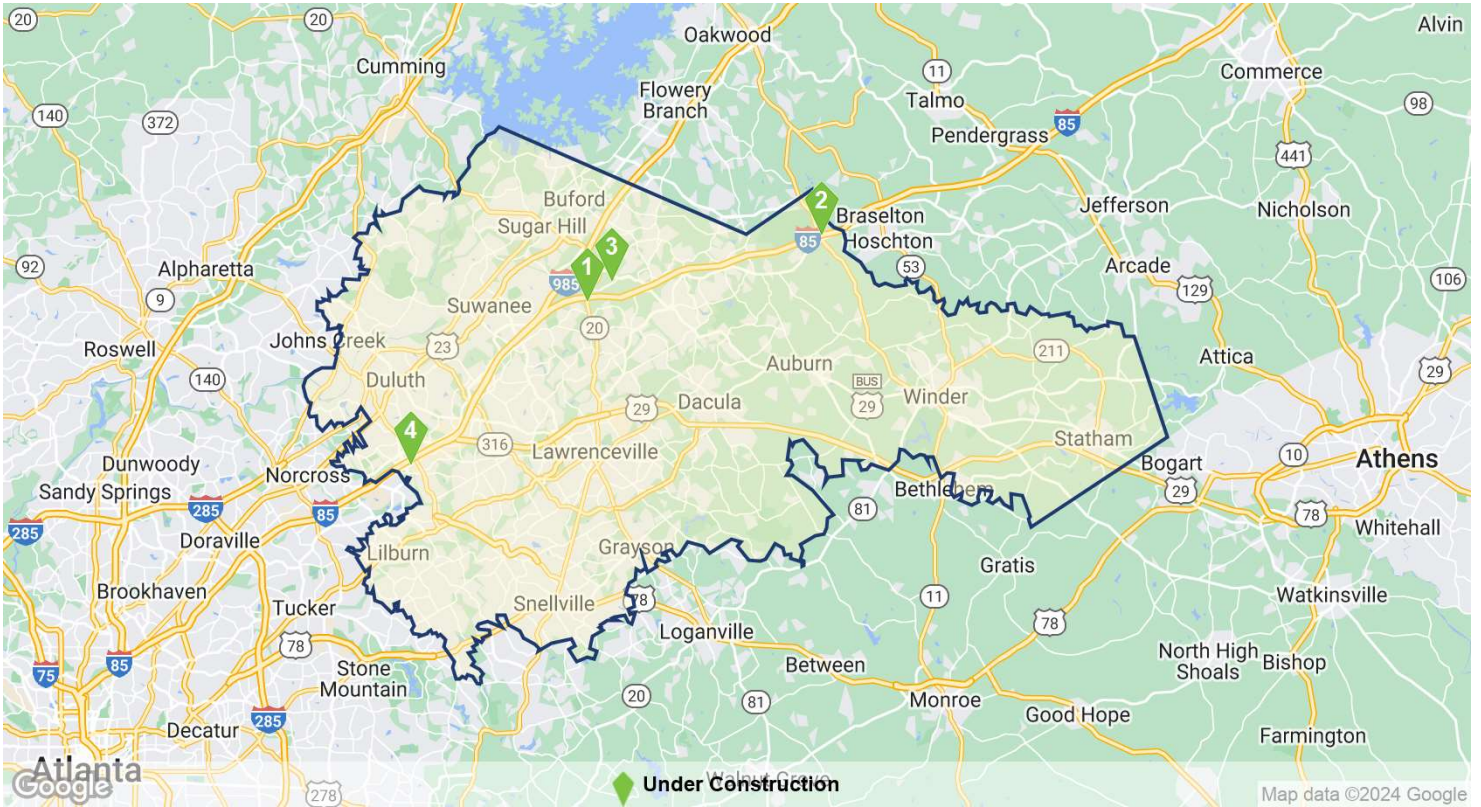 20
20
Oakwood
Alvin
Cumming
11
Commerce
Flowery
Branch
Talmo
98
140
372
Pendergrass
85
441
Buford
Sugar Hill
2
Braselton
Jefferson
Nicholson
85
Hoschton
3
1
92
Alpharetta
985
53
Arcade
106
9
Suwanee
129
20
Roswell
Johns Creek
23
211
Attica
140
Duluth
Auburn
29
BUS
29
29
Dacula
Winder
4
316
Lawrenceville
Statham
10
Athens
Dunwoody
Norcross
Bogart
Sandy Springs
285
Bethlehem
29
85
81
78
285
Whitehall
Doraville
Lilburn
Grayson
Gratis
Brookhaven
Tucker
Snellville
78
11
Watkinsville
78
Loganville
78
75
85
Stone
Mountain
Between
North High
Shoals
Bishop
20
81
Monroe
285
Good Hope
Decatur
Farmington
Atlanta
Google
278
Walnut Grove
Under Construction
Map data ©2024 Google